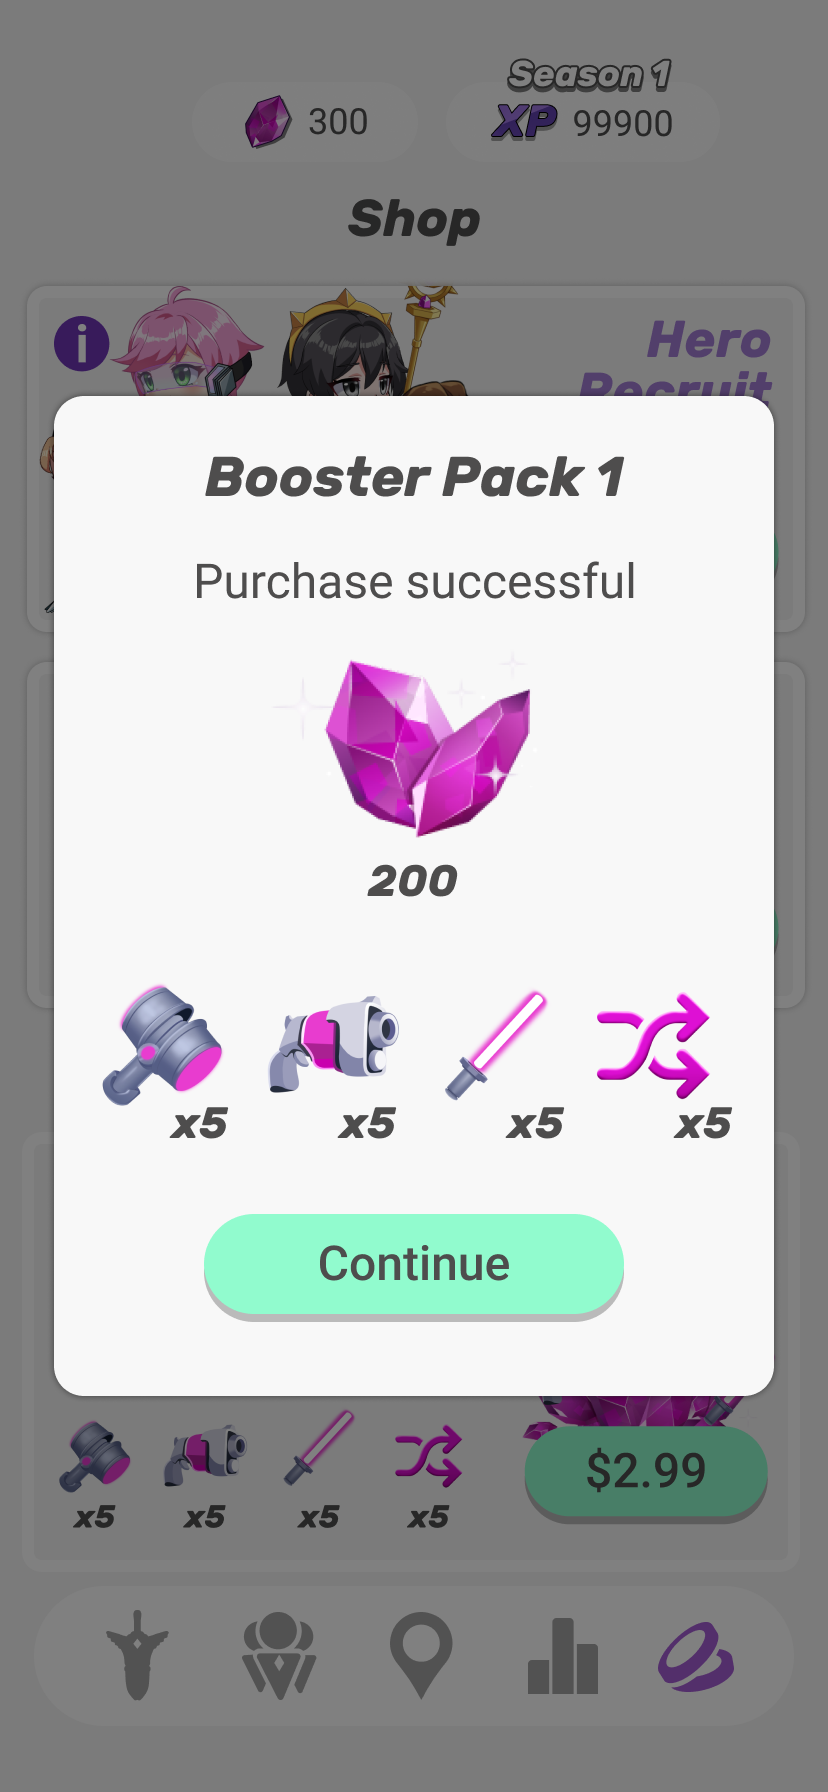 Season 1
300
XP 99900
Shop
i
Hero
Recruit
Booster Pack 1
Purchase successful
200
x5 x5 x5 x5
Continue
$2.99
x5 x5 x5 x5